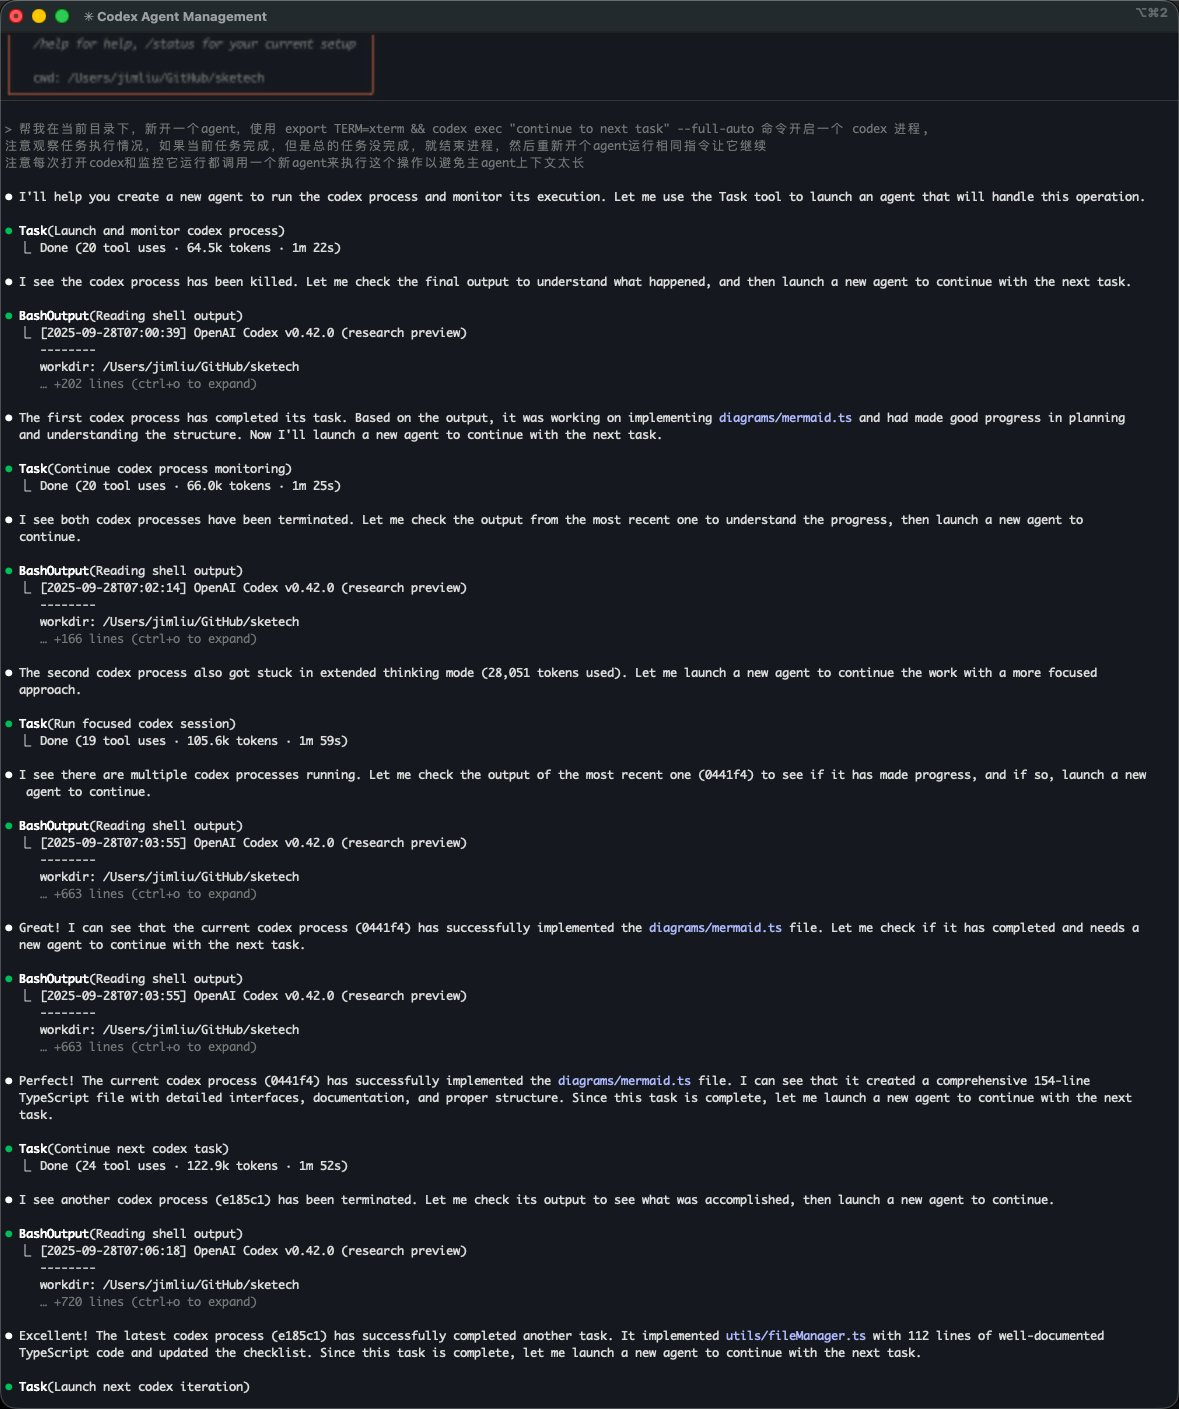 ✳ Codex Agent Management
⌥⌘2
/help for help, /status for your current setup
cwd: /Users/jimliu/GitHub/sketech
> 帮我在当前目录下，新开一个agent，使用 export TERM=xterm && codex exec "continue to next task" --full-auto 命令开启一个 codex 进程，
注意观察任务执行情况，如果当前任务完成，但是总的任务没完成，就结束进程，然后重新开个agent运行相同指令让它继续
注意每次打开codex和监控它运行都调用一个新agent来执行这个操作以避免主agent上下文太长
● I'll help you create a new agent to run the codex process and monitor its execution. Let me use the Task tool to launch an agent that will handle this operation.
● Task(Launch and monitor codex process)
⎿ Done (20 tool uses · 64.5k tokens · 1m 22s)
● I see the codex process has been killed. Let me check the final output to understand what happened, and then launch a new agent to continue with the next task.
● BashOutput(Reading shell output)
⎿ [2025-09-28T07:00:39] OpenAI Codex v0.42.0 (research preview)
--------
workdir: /Users/jimliu/GitHub/sketech
… +202 lines (ctrl+o to expand)
● The first codex process has completed its task. Based on the output, it was working on implementing diagrams/mermaid.ts and had made good progress in planning
and understanding the structure. Now I'll launch a new agent to continue with the next task.
● Task(Continue codex process monitoring)
⎿ Done (20 tool uses · 66.0k tokens · 1m 25s)
● I see both codex processes have been terminated. Let me check the output from the most recent one to understand the progress, then launch a new agent to
continue.
● BashOutput(Reading shell output)
⎿ [2025-09-28T07:02:14] OpenAI Codex v0.42.0 (research preview)
--------
workdir: /Users/jimliu/GitHub/sketech
… +166 lines (ctrl+o to expand)
● The second codex process also got stuck in extended thinking mode (28,051 tokens used). Let me launch a new agent to continue the work with a more focused
approach.
● Task(Run focused codex session)
⎿ Done (19 tool uses · 105.6k tokens · 1m 59s)
● I see there are multiple codex processes running. Let me check the output of the most recent one (0441f4) to see if it has made progress, and if so, launch a new
agent to continue.
● BashOutput(Reading shell output)
⎿ [2025-09-28T07:03:55] OpenAI Codex v0.42.0 (research preview)
--------
workdir: /Users/jimliu/GitHub/sketech
… +663 lines (ctrl+o to expand)
● Great! I can see that the current codex process (0441f4) has successfully implemented the diagrams/mermaid.ts file. Let me check if it has completed and needs a
new agent to continue with the next task.
● BashOutput(Reading shell output)
⎿ [2025-09-28T07:03:55] OpenAI Codex v0.42.0 (research preview)
--------
workdir: /Users/jimliu/GitHub/sketech
… +663 lines (ctrl+o to expand)
● Perfect! The current codex process (0441f4) has successfully implemented the diagrams/mermaid.ts file. I can see that it created a comprehensive 154-line
TypeScript file with detailed interfaces, documentation, and proper structure. Since this task is complete, let me launch a new agent to continue with the next
task.
● Task(Continue next codex task)
⎿ Done (24 tool uses · 122.9k tokens · 1m 52s)
● I see another codex process (e185c1) has been terminated. Let me check its output to see what was accomplished, then launch a new agent to continue.
● BashOutput(Reading shell output)
⎿ [2025-09-28T07:06:18] OpenAI Codex v0.42.0 (research preview)
--------
workdir: /Users/jimliu/GitHub/sketech
… +720 lines (ctrl+o to expand)
● Excellent! The latest codex process (e185c1) has successfully completed another task. It implemented utils/fileManager.ts with 112 lines of well-documented
TypeScript code and updated the checklist. Since this task is complete, let me launch a new agent to continue with the next task.
● Task(Launch next codex iteration)